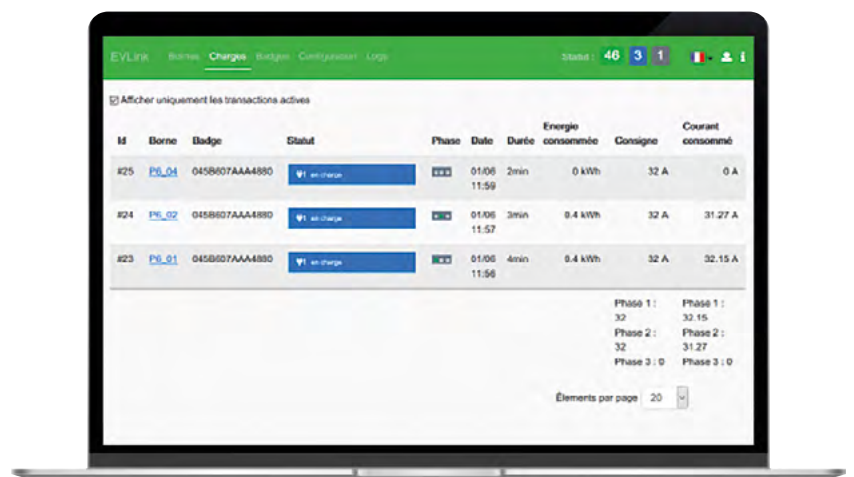 EVLink Bornes Charges Badges Configuration Logs Statut : 46 3 1
Afficher uniquement les transactions actives
Id Borne Badge Statut Phase Date Durée Energie consommée Consigne Courant consommé
#25 P6_04 045B607AAA4880 en charge 01/06 11:59 2min 0 kWh 32 A 0 A
#24 P6_02 045B607AAA4880 en charge 01/06 11:57 3min 0.4 kWh 32 A 31.27 A
#23 P6_01 045B607AAA4880 en charge 01/06 11:56 4min 0.4 kWh 32 A 32.15 A
Phase 1 : Phase 1 :
32 32.15
Phase 2 : Phase 2 :
32 31.27
Phase 3 : 0 Phase 3 : 0
Élements par page 20